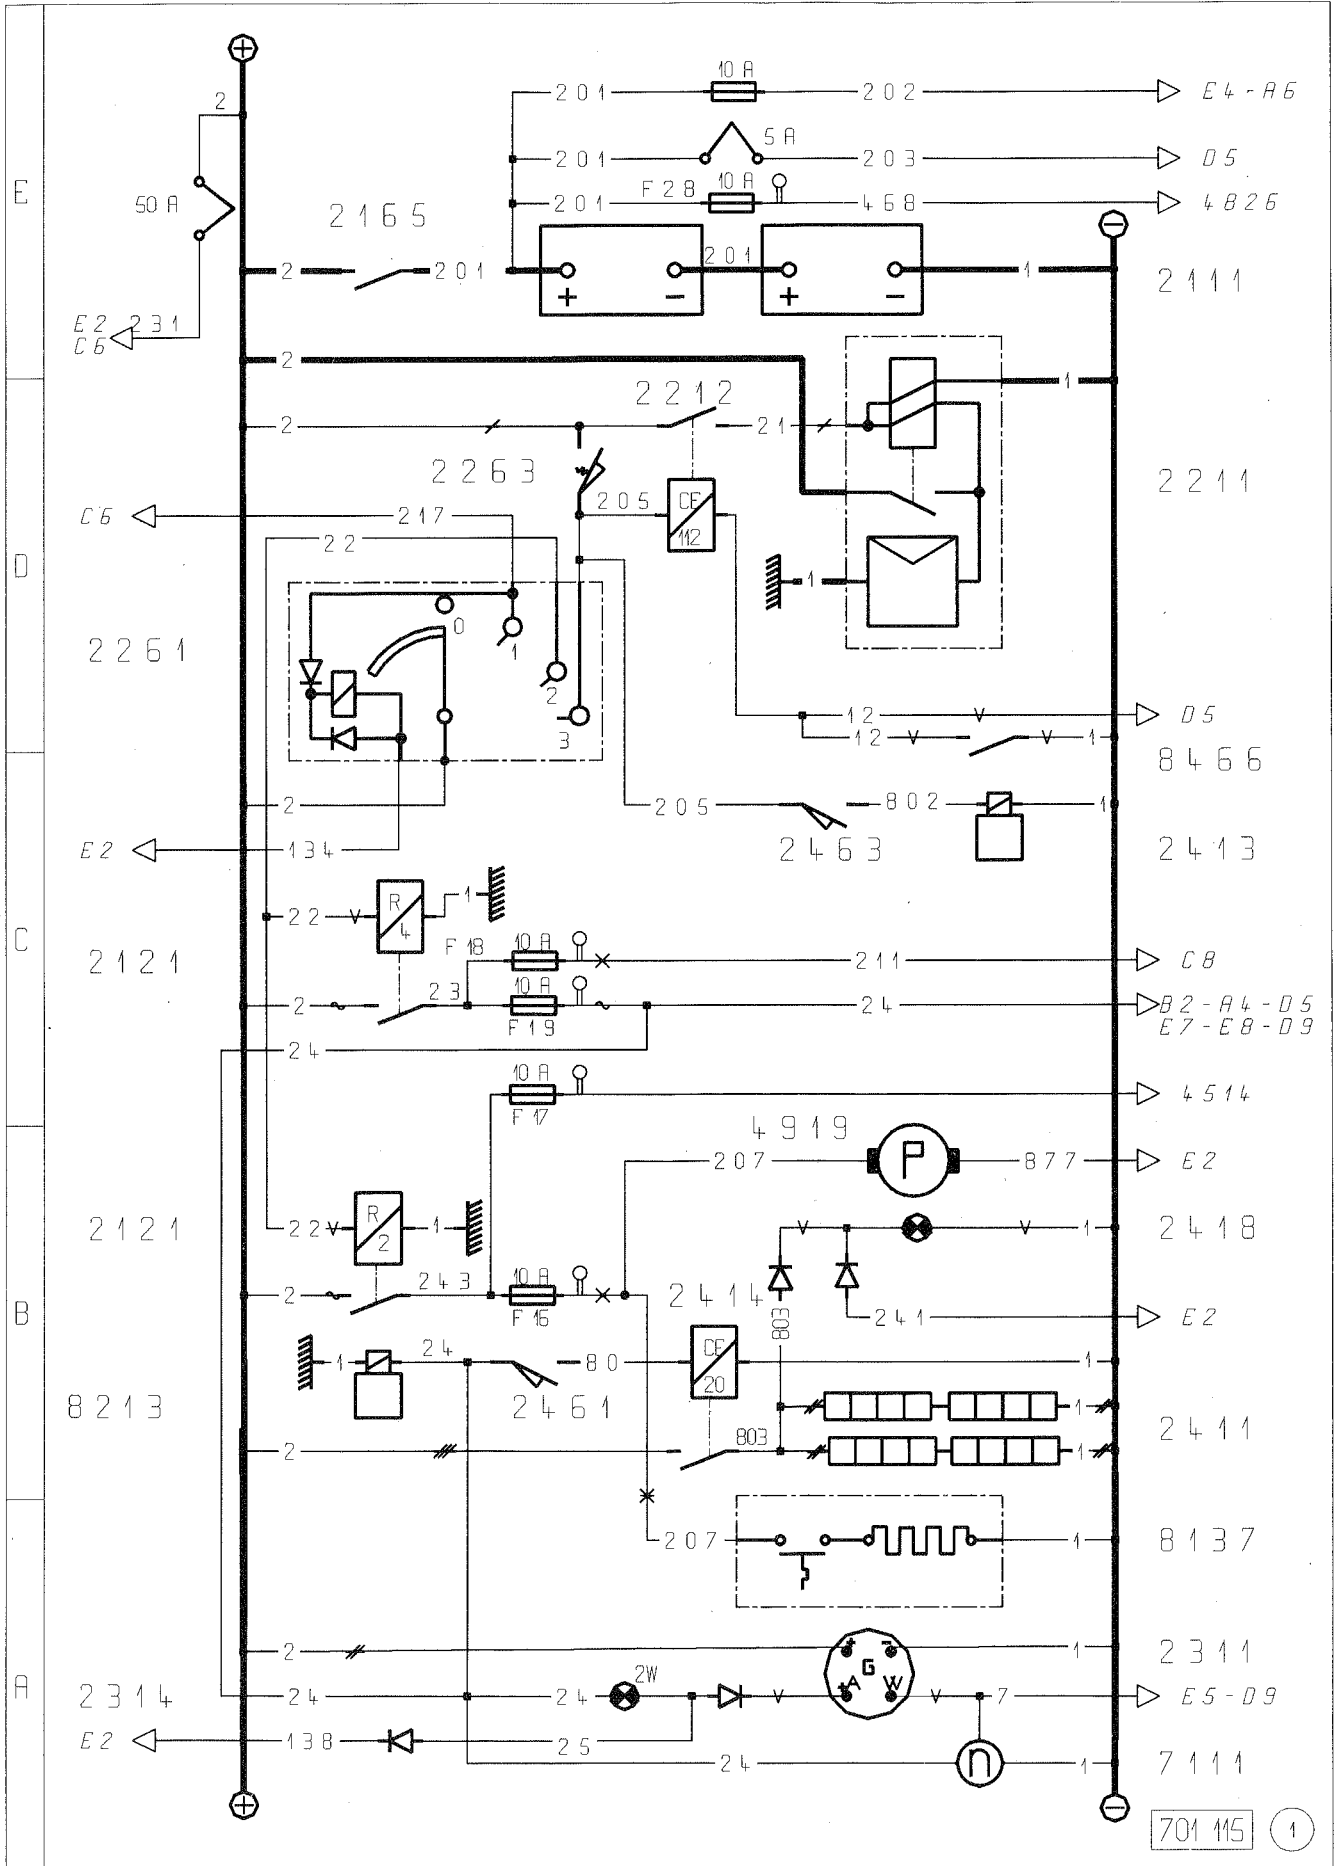 10 A
201 202 E4-A6
2
5 A
201 203 D5
E
50 A
F28 10 A
201 468 4826
2165
2 201 201 1 2111
+ - + -
E2 231
C6
2 1
2212
2 21
2263 2211
205 CE
112
C6 217
22
D
1
0
1
2261
2
3
12 V D5
12 V V 1
8466
2 205 802 1
2463 2413
E2 134
R
4
22 V 1
C
2121
F18 10 A
211 C8
10 A
2 23 24 B2-A4-D5
F19 E7-E8-D9
24
10 A
4514
F17
4919
207 P 877 E2
2121 22 V R
2
1
V V 1 2418
243 10 A
2
F16
2414
803
241 E2
B
1 24 80 CE
20
1
8213 2461
1 2411
2 803 1
207 1 8137
2 + - 1 2311
G
A
2314 24 24 2W V +A W V 7 E5-D9
E2 138 25
24 n 1 7111
701 115 1